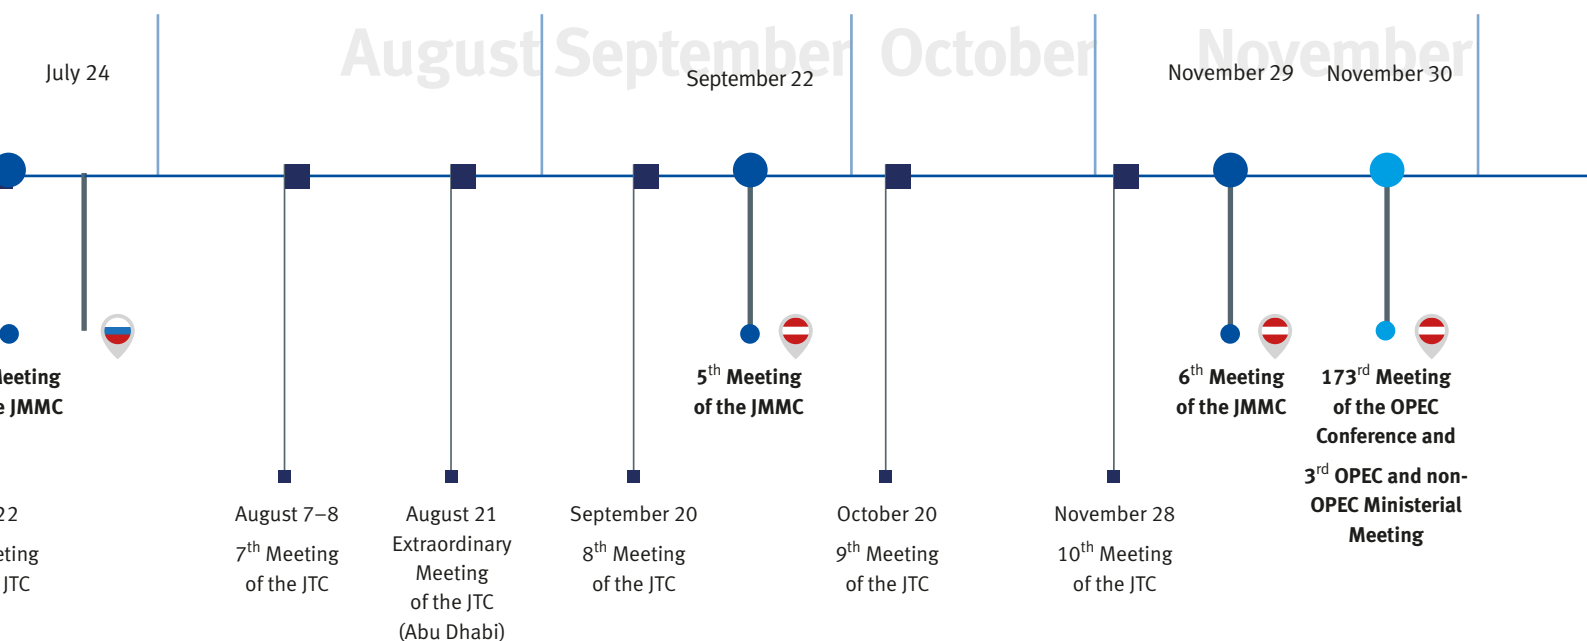 August September October November
July 24
September 22
November 29
November 30
eeting
e JMMC
5th Meeting
of the JMMC
6th Meeting
of the JMMC
173rd Meeting
of the OPEC
Conference and
3rd OPEC and non-
OPEC Ministerial
Meeting
22
eting
JTC
August 7–8
7th Meeting
of the JTC
August 21
Extraordinary
Meeting
of the JTC
(Abu Dhabi)
September 20
8th Meeting
of the JTC
October 20
9th Meeting
of the JTC
November 28
10th Meeting
of the JTC